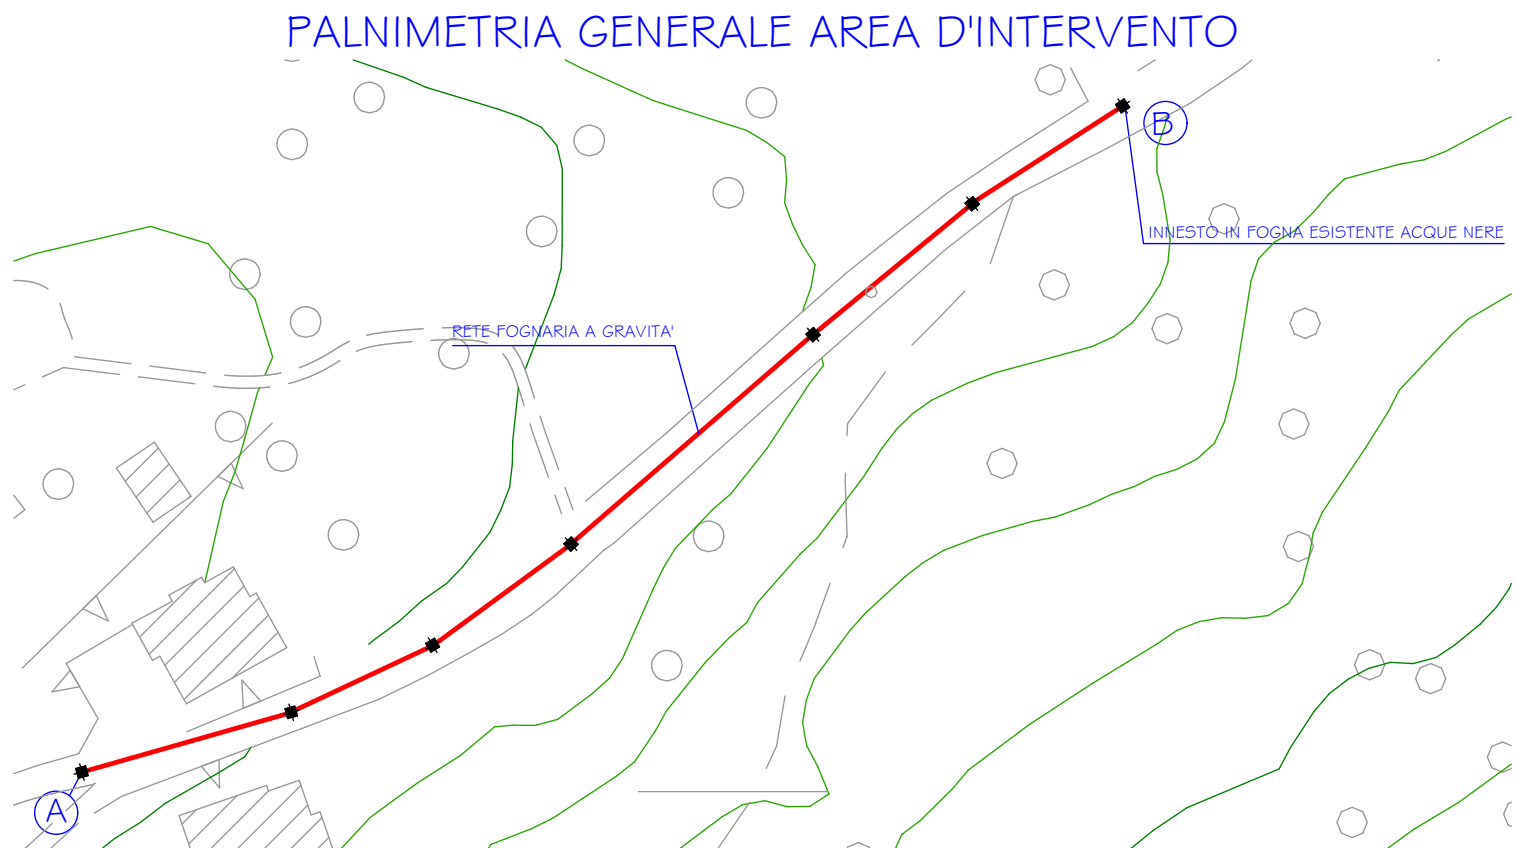 PALNIMETRIA GENERALE AREA D'INTERVENTO
B
INNESTO IN FOGNA ESISTENTE ACQUE NERE
RETE FOGNARIA A GRAVITA'
A